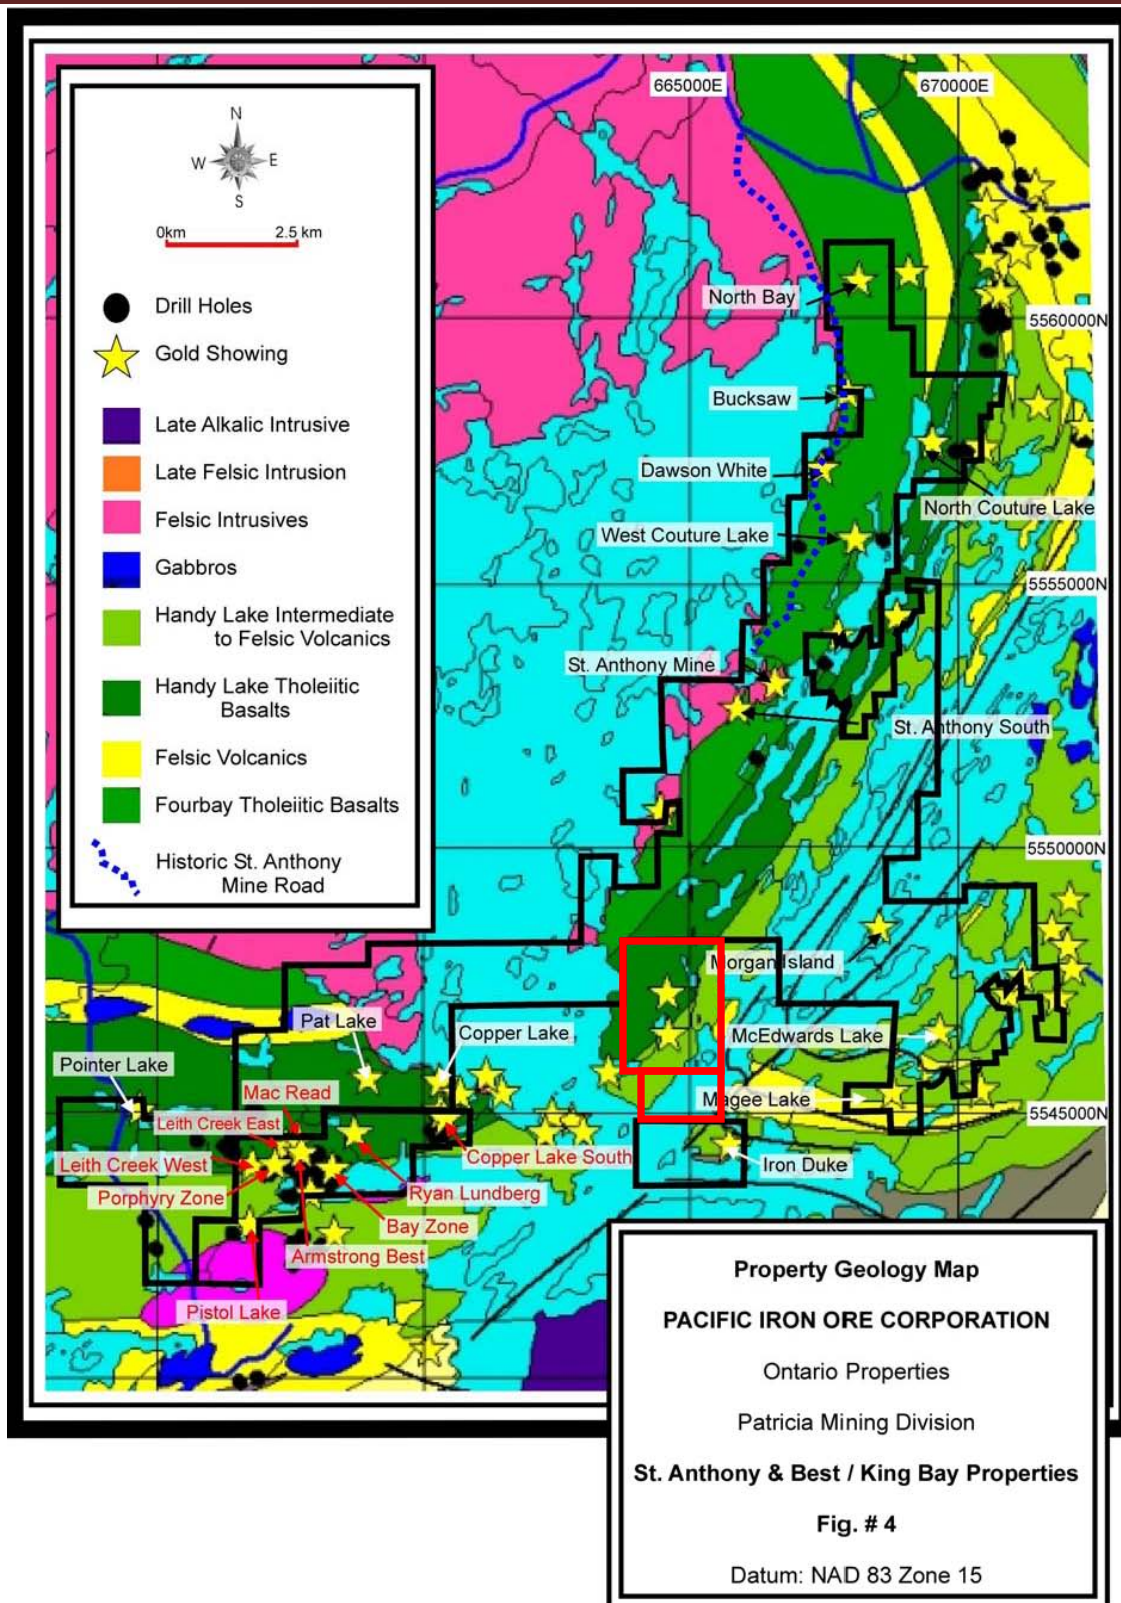 N
W
E
S
0km
2.5 km
Drill Holes
Gold Showing
Late Alkalic Intrusive
Late Felsic Intrusion
Felsic Intrusives
Gabbros
Handy Lake Intermediate
to Felsic Volcanics
Handy Lake Tholeiitic
Basalts
Felsic Volcanics
Fourbay Tholeiitic Basalts
Historic St. Anthony
Mine Road
665000E
670000E
5560000N
North Bay
Bucksaw
Dawson White
North Couture Lake
West Couture Lake
5555000N
St. Anthony Mine
St. Anthony South
5550000N
Morgan Island
Pat Lake
Copper Lake
McEdwards Lake
Pointer Lake
Mac Read
Magee Lake
5545000N
Leith Creek East
Leith Creek West
Copper Lake South
Iron Duke
Porphyry Zone
Ryan Lundberg
Bay Zone
Armstrong Best
Pistol Lake
Property Geology Map
PACIFIC IRON ORE CORPORATION
Ontario Properties
Patricia Mining Division
St. Anthony & Best / King Bay Properties
Fig. # 4
Datum: NAD 83 Zone 15